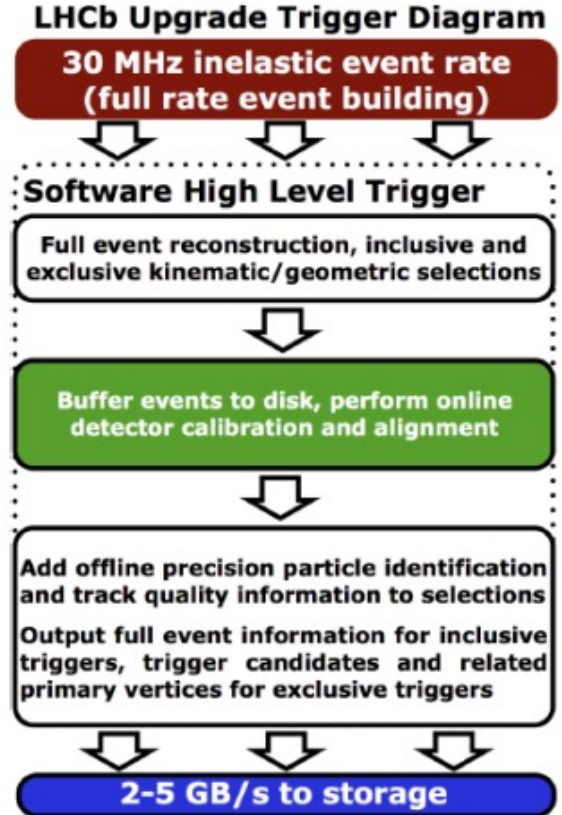 LHCb Upgrade Trigger Diagram
30 MHz inelastic event rate
(full rate event building)
Software High Level Trigger
Full event reconstruction, inclusive and
exclusive kinematic/geometric selections
Buffer events to disk, perform online
detector calibration and alignment
Add offline precision particle identification
and track quality information to selections
Output full event information for inclusive
triggers, trigger candidates and related
primary vertices for exclusive triggers
2-5 GB/s to storage